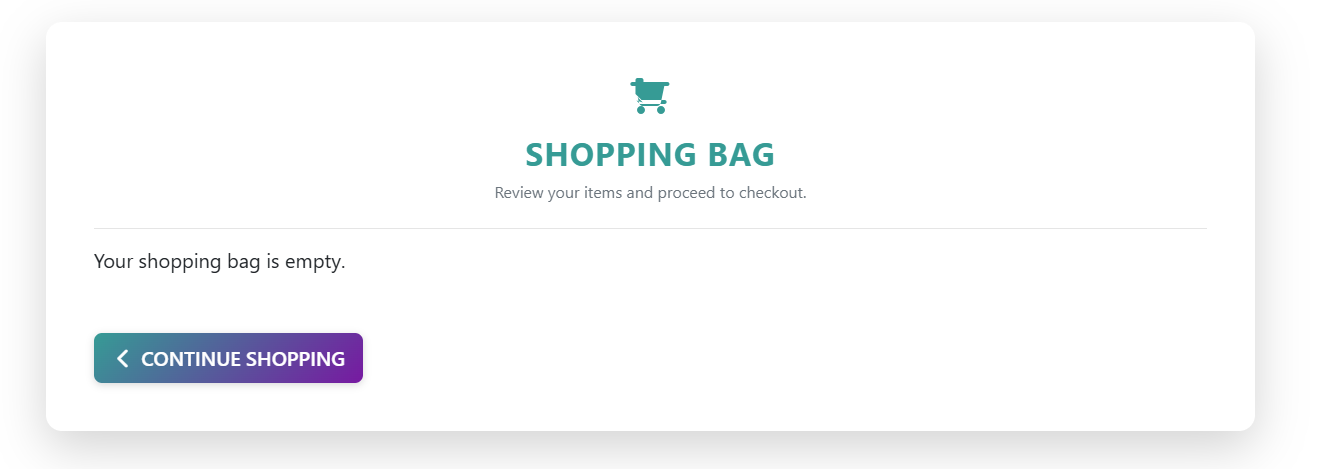 SHOPPING BAG
Review your items and proceed to checkout.
Your shopping bag is empty.
CONTINUE SHOPPING